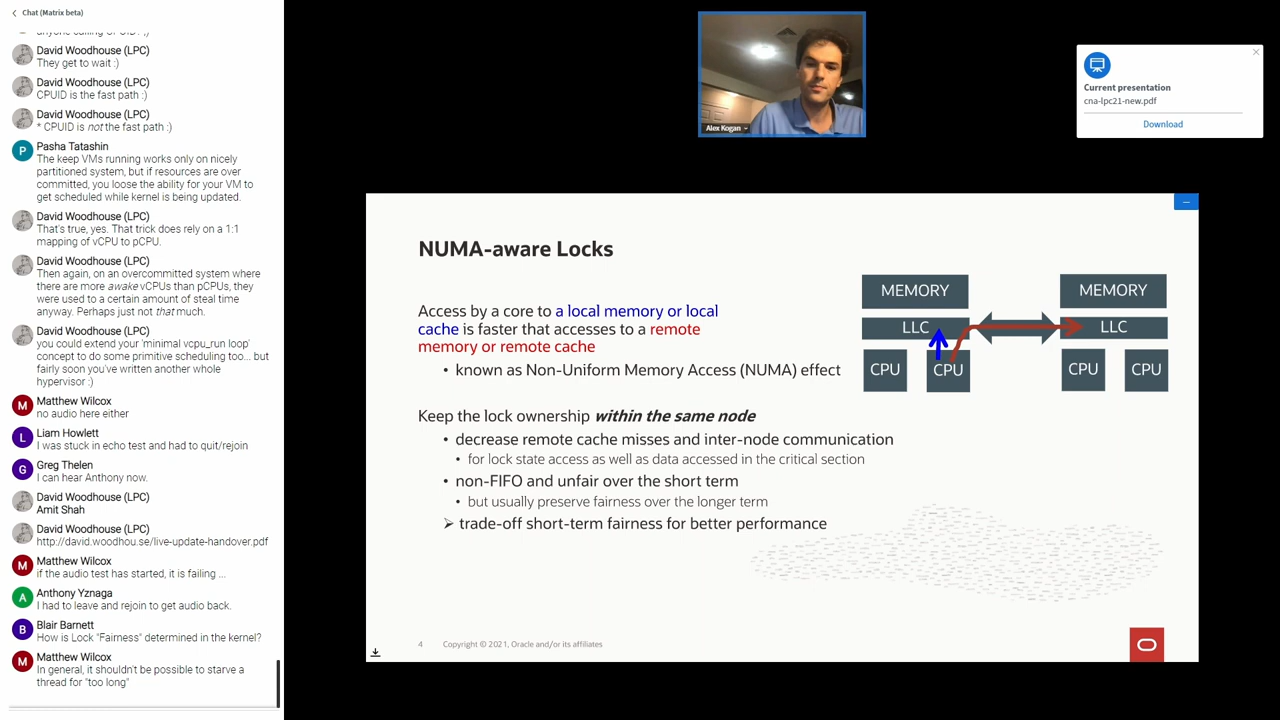 Chat (Matrix beta)
David Woodhouse (LPC)
They get to wait :)
David Woodhouse (LPC)
CPUID is the fast path :)
David Woodhouse (LPC)
* CPUID is not the fast path :)
P
Pasha Tatashin
The keep VMs running works only on nicely
partitioned system, but if resources are over
committed, you loose the ability for your VM to
get scheduled while kernel is being updated.
David Woodhouse (LPC)
That's true, yes. That trick does rely on a 1:1
mapping of vCPU to pCPU.
David Woodhouse (LPC)
Then again, on an overcommitted system where
there are more awake vCPUs than pCPUs, they
were used to a certain amount of steal time
anyway. Perhaps just not that much.
David Woodhouse (LPC)
you could extend your 'minimal vcpu_run loop'
concept to do some primitive scheduling too... but
fairly soon you've written another whole
hypervisor :)
M
Matthew Wilcox
no audio here either
L
Liam Howlett
I was stuck in echo test and had to quit/rejoin
G
Greg Thelen
I can hear Anthony now.
David Woodhouse (LPC)
Amit Shah
David Woodhouse (LPC)
http://david.woodhou.se/live-update-handover.pdf
M
Matthew Wilcox
if the audio test has started, it is failing ...
A
Anthony Yznaga
I had to leave and rejoin to get audio back.
B
Blair Barnett
How is Lock "Fairness" determined in the kernel?
M
Matthew Wilcox
In general, it shouldn't be possible to starve a
thread for "too long"
Alex Kogan
Current presentation
cna-lpc21-new.pdf
Download
NUMA-aware Locks
Access by a core to a local memory or local
cache is faster that accesses to a remote
memory or remote cache
• known as Non-Uniform Memory Access (NUMA) effect
Keep the lock ownership within the same node
• decrease remote cache misses and inter-node communication
• for lock state access as well as data accessed in the critical section
• non-FIFO and unfair over the short term
• but usually preserve fairness over the longer term
➢ trade-off short-term fairness for better performance
MEMORY
MEMORY
LLC
LLC
CPU
CPU
CPU
CPU
4
Copyright © 2021, Oracle and/or its affiliates